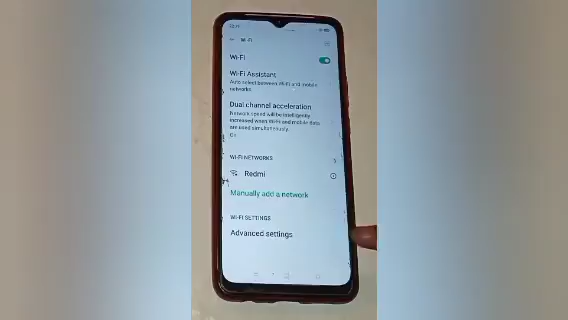 Wi-Fi
Wi-Fi
Wi-Fi Assistant
Auto select between Wi-Fi and mobile
networks.
Dual channel acceleration
Network speed will be intelligently
increased when Wi-Fi and mobile data
are used simultaneously.
On
WI-FI NETWORKS
Redmi
Manually add a network
WI-FI SETTINGS
Advanced settings